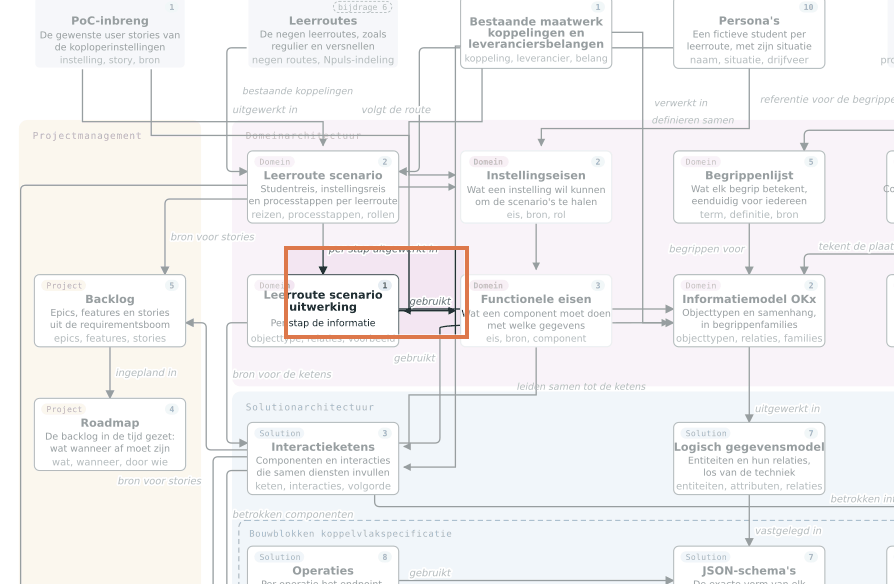 1
PoC-inbreng
De gewenste user stories van
de koploperinstellingen
instelling, story, bron
bijdrage 6
Leerroutes
De negen leerroutes, zoals
regulier en versnellen
negen routes, Npuls-indeling
1
Bestaande maatwerk
koppelingen en
leveranciersbelangen
koppeling, leverancier, belang
10
Persona's
Een fictieve student per
leerroute, met zijn situatie
naam, situatie, drijfveer
bestaande koppelingen
uitgewerkt in
volgt de route
verwerkt in
definiëren samen
referentie voor de begrippe
Projectmanagement
Domeinarchitectuur
Domein 2
Leerroute scenario
Studentreis, instellingsreis
en processtappen per leerroute
reizen, processtappen, rollen
Domein 2
Instellingseisen
Wat een instelling wil kunnen
om de scenario's te halen
eis, bron, rol
Domein 5
Begrippenlijst
Wat elk begrip betekent,
eenduidig voor iedereen
term, definitie, bron
bron voor stories
per stap uitgewerkt in
begrippen voor
tekent de plaat
Project 5
Backlog
Epics, features en stories
uit de requirementsboom
epics, features, stories
Domein 1
Leerroute scenario
uitwerking
Per stap de informatie
objecttype, relaties, voorbeeld
gebruikt
Domein 3
Functionele eisen
Wat een component moet doen
met welke gegevens
eis, bron, component
Domein 2
Informatiemodel OKx
Objecttypen en samenhang,
in begrippenfamilies
objecttypen, relaties, families
gebruikt
ingepland in
bron voor de ketens
leiden samen tot de ketens
uitgewerkt in
Project 4
Roadmap
De backlog in de tijd gezet:
wat wanneer af moet zijn
wat, wanneer, door wie
bron voor stories
Solutionarchitectuur
Solution 3
Interactieketens
Componenten en interacties
die samen diensten invullen
keten, interacties, volgorde
Solution 7
Logisch gegevensmodel
Entiteiten en hun relaties,
los van de techniek
entiteiten, attributen, relaties
betrokken componenten
betrokken in
Bouwblokken koppelvlakspecificatie
vastgelegd in
Solution 8
Operaties
gebruikt
Solution 7
JSON-schema's